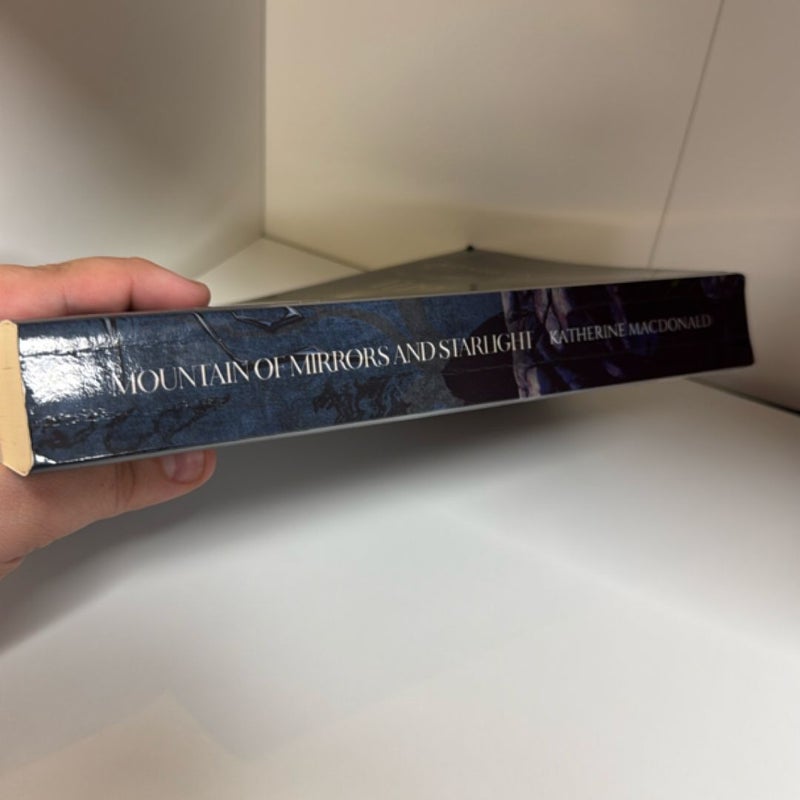 MOUNTAIN OF MIRRORS AND STARLIGHT KATHERINE MACDONALD